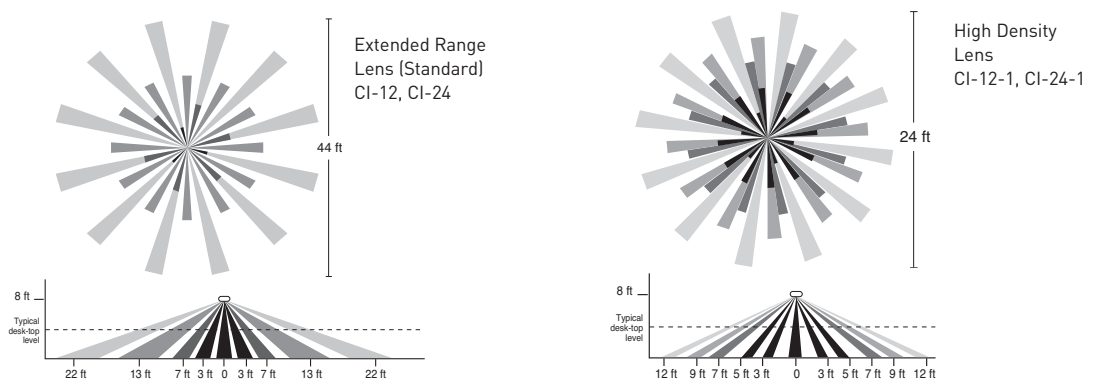 Extended Range
Lens (Standard)
CI-12, CI-24
44 ft
8 ft
Typical
desk-top
level
22 ft 13 ft 7 ft 3 ft 0 3 ft 7 ft 13 ft 22 ft
High Density
Lens
CI-12-1, CI-24-1
24 ft
8 ft
Typical
desk-top
level
12 ft 9 ft 7 ft 5 ft 3 ft 0 3 ft 5 ft 7 ft 9 ft 12 ft